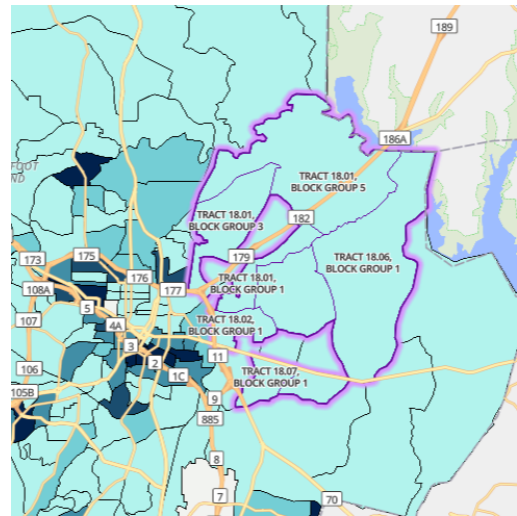 189
186A
FOOT
ND
TRACT 18.01,
BLOCK GROUP 5
TRACT 18.01,
BLOCK GROUP 3
182
173
175
179
TRACT 18.06,
BLOCK GROUP 1
176
177
TRACT 18.01,
BLOCK GROUP
1
108A
5
107
4A
TRACT 18.02,
BLOCK GROUP 1
3
11
106
2
1C
TRACT 18.07,
BLOCK GROUP 1
105B
9
885
8
7
70